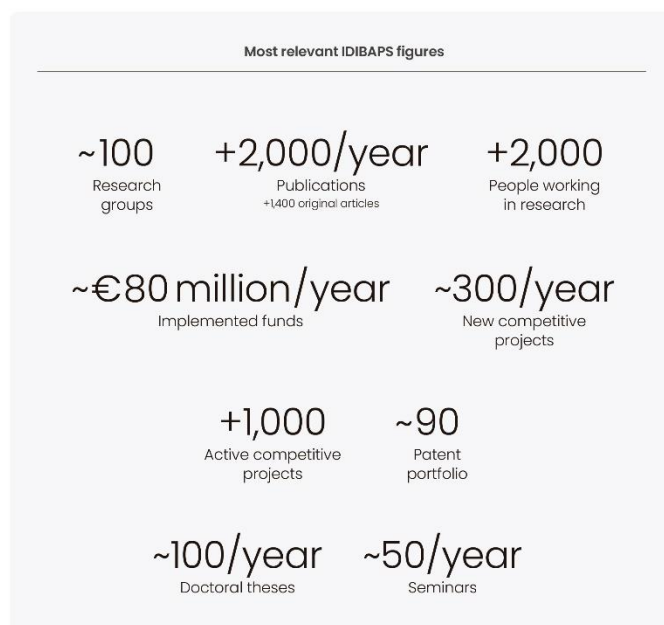 Most relevant IDIBAPS figures
~100
Research
groups
+2,000/year
Publications
+1,400 original articles
+2,000
People working
in research
~€80 million/year
Implemented funds
~300/year
New competitive
projects
+1,000
Active competitive
projects
~90
Patent
portfolio
~100/year
Doctoral theses
~50/year
Seminars